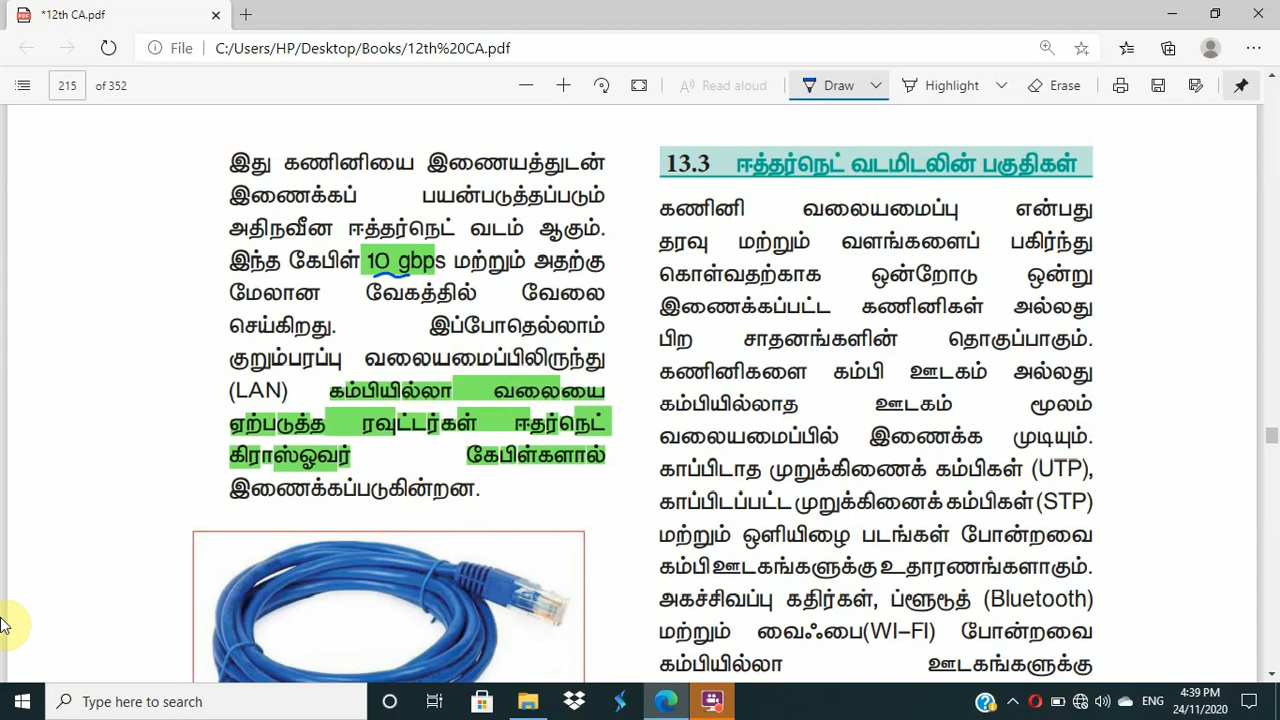 *12th CA.pdf
File
C:/Users/HP/Desktop/Books/12th%20CA.pdf
215 of 352
Read aloud
Draw
Highlight
Erase
இது கணினியை இணையத்துடன்
இணைக்கப் பயன்படுத்தப்படும்
அதிநவீன ஈத்தர்நெட் வடம் ஆகும்.
இந்த கேபிள் 10 gbps மற்றும் அதற்கு
மேலான வேகத்தில் வேலை
செய்கிறது. இப்போதெல்லாம்
குறும்பரப்பு வலையமைப்பிலிருந்து
(LAN) கம்பியில்லா வலையை
ஏற்படுத்த ரவுட்டர்கள் ஈதர்நெட்
கிராஸ்ஓவர் கேபிள்களால்
இணைக்கப்படுகின்றன.
13.3 ஈத்தர்நெட் வடமிடலின் பகுதிகள்
கணினி வலையமைப்பு என்பது
தரவு மற்றும் வளங்களைப் பகிர்ந்து
கொள்வதற்காக ஒன்றோடு ஒன்று
இணைக்கப்பட்ட கணினிகள் அல்லது
பிற சாதனங்களின் தொகுப்பாகும்.
கணினிகளை கம்பி ஊடகம் அல்லது
கம்பியில்லாத ஊடகம் மூலம்
வலையமைப்பில் இணைக்க முடியும்.
காப்பிடாத முறுக்கிணைக் கம்பிகள் (UTP),
காப்பிடப்பட்ட முறுக்கினைக் கம்பிகள் (STP)
மற்றும் ஒளியிழை படங்கள் போன்றவை
கம்பி ஊடகங்களுக்கு உதாரணங்களாகும்.
அகச்சிவப்பு கதிர்கள், ப்ளூடூத் (Bluetooth)
மற்றும் வைஃபை(WI–FI) போன்றவை
கம்பியில்லா ஊடகங்களுக்கு
Type here to search
ENG
4:39 PM
24/11/2020